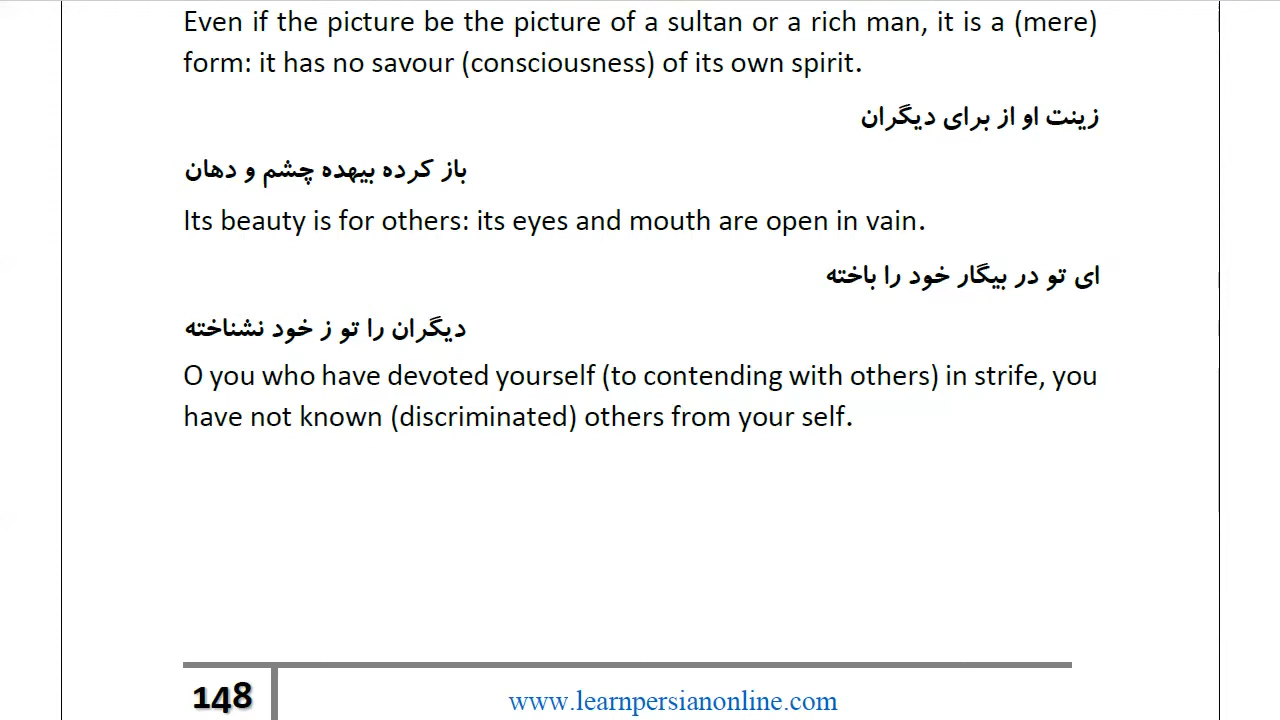 Even if the picture be the picture of a sultan or a rich man, it is a (mere)
form: it has no savour (consciousness) of its own spirit.
زینت او از برای دیگران
باز کرده بیهده چشم و دهان
Its beauty is for others: its eyes and mouth are open in vain.
ای تو در بیگار خود را باخته
دیگران را تو ز خود نشناخته
O you who have devoted yourself (to contending with others) in strife, you
have not known (discriminated) others from your self.
148
www.learnpersianonline.com